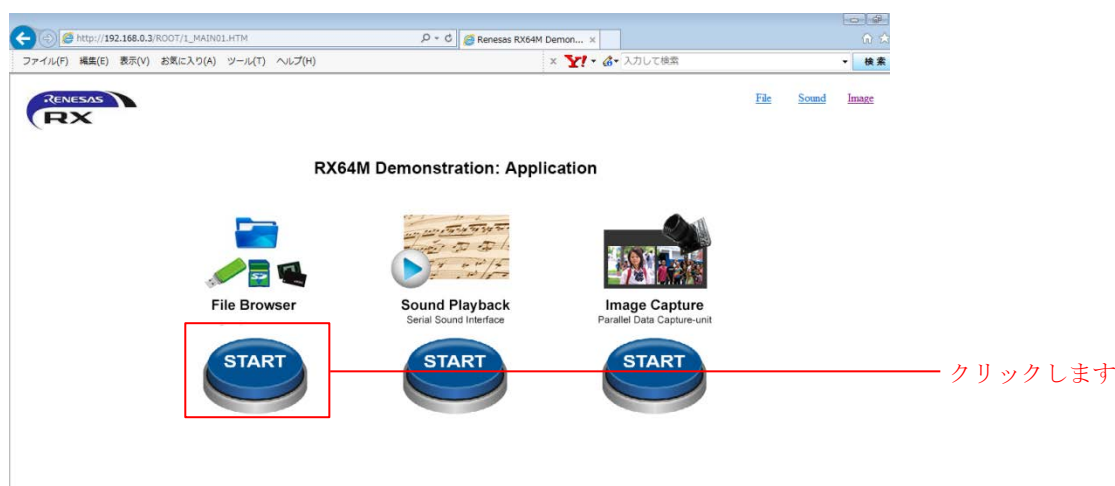 http://192.168.0.3/ROOT/1_MAIN01.HTM
Renesas RX64M Demon... ×
ファイル(F) 編集(E) 表示(V) お気に入り(A) ツール(T) ヘルプ(H)
x Y! 入力して検索 検索
RENESAS
RX
File Sound Image
RX64M Demonstration: Application
File Browser
Sound Playback
Serial Sound Interface
Image Capture
Parallel Data Capture-unit
START START START
クリックします